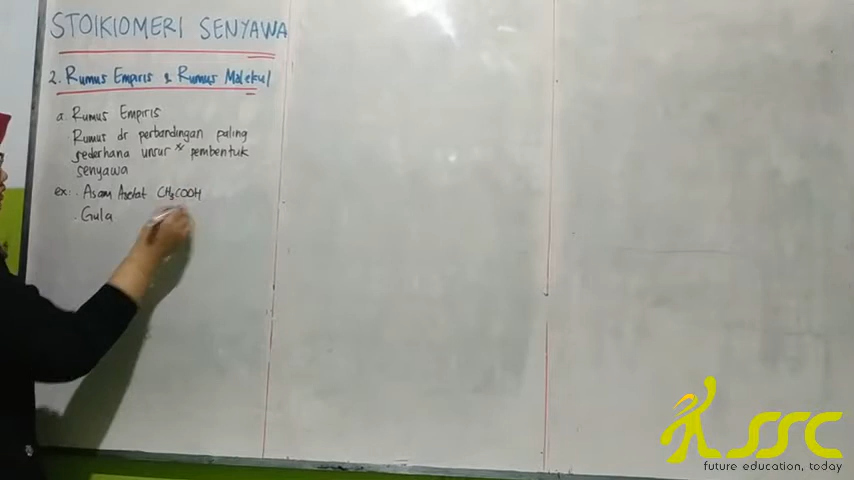 STOIKIOMERI SENYAWA
2. Rumus Empiris & Rumus Molekul
a. Rumus Empiris
Rumus dr perbandingan paling
sederhana unsur pembentuk
senyawa
ex: . Asam Asetat CH₃COOH
. Gula
SSC
future education, today